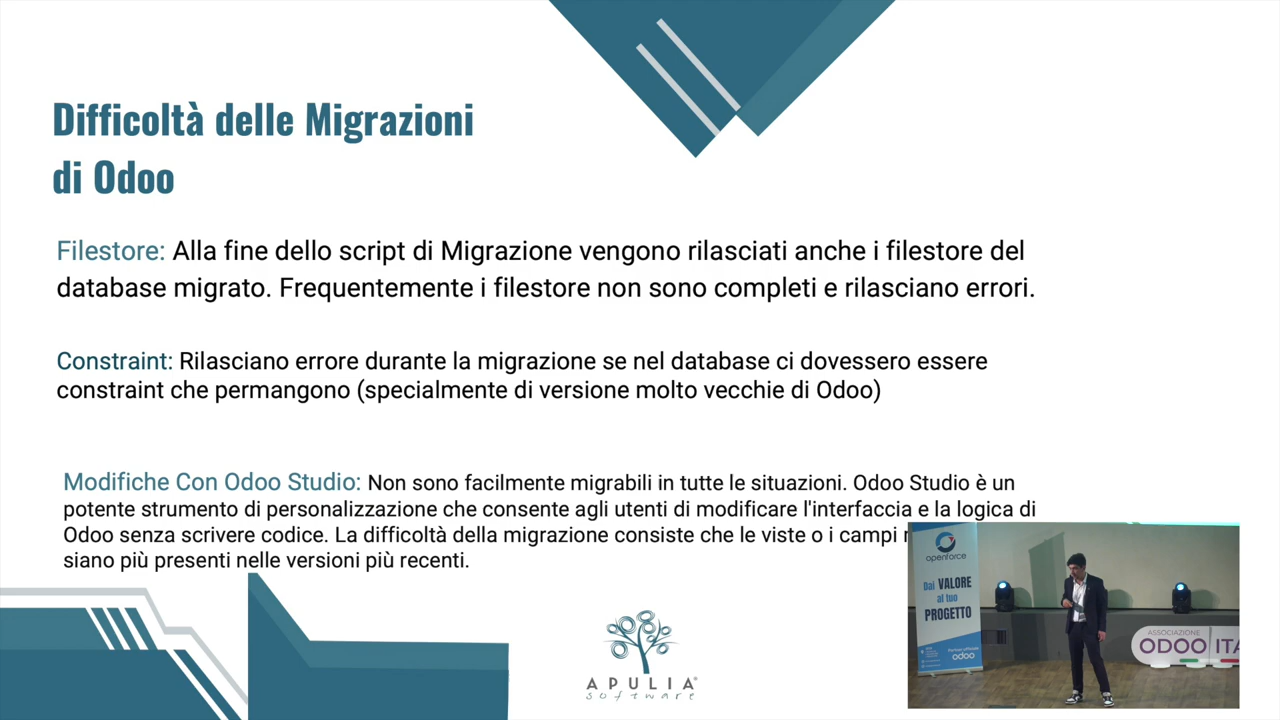 Difficoltà delle Migrazioni
di Odoo
Filestore: Alla fine dello script di Migrazione vengono rilasciati anche i filestore del
database migrato. Frequentemente i filestore non sono completi e rilasciano errori.
Constraint: Rilasciano errore durante la migrazione se nel database ci dovessero essere
constraint che permangono (specialmente di versione molto vecchie di Odoo)
Modifiche Con Odoo Studio: Non sono facilmente migrabili in tutte le situazioni. Odoo Studio è un
potente strumento di personalizzazione che consente agli utenti di modificare l'interfaccia e la logica di
Odoo senza scrivere codice. La difficoltà della migrazione consiste che le viste o i campi
siano più presenti nelle versioni più recenti.
APULIA
software
openforce
Dai VALORE
al tuo
PROGETTO
Partner ufficiale
odoo
ASSOCIAZIONE
ODOO ITA